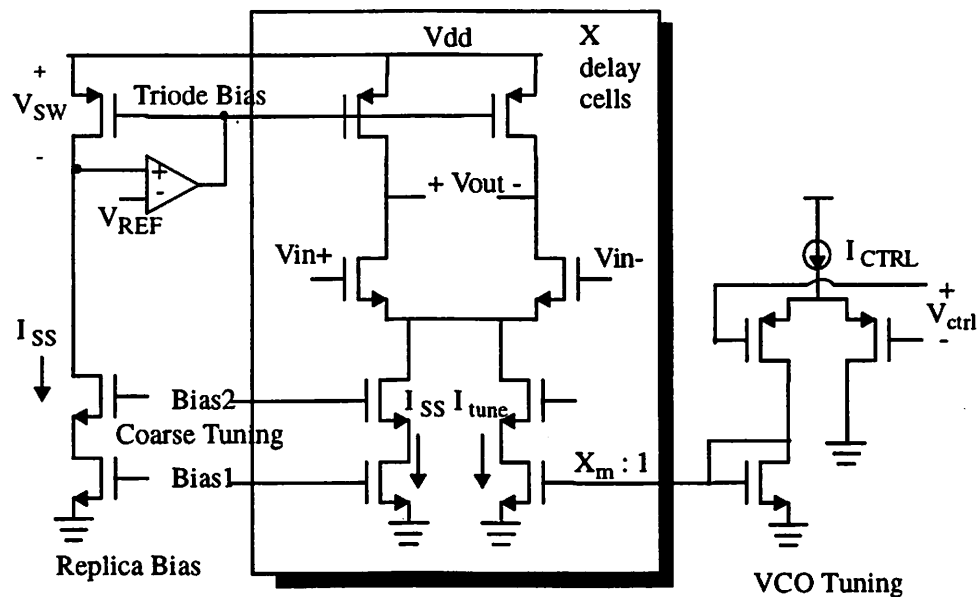 Vdd
X
delay
cells
+
V_SW
-
Triode Bias
+
-
V_REF
+ Vout -
Vin+
Vin-
I_CTRL
+
V_ctrl
-
I_SS
Bias2
Coarse Tuning
Bias1
I_SS I_tune
X_m : 1
Replica Bias
VCO Tuning